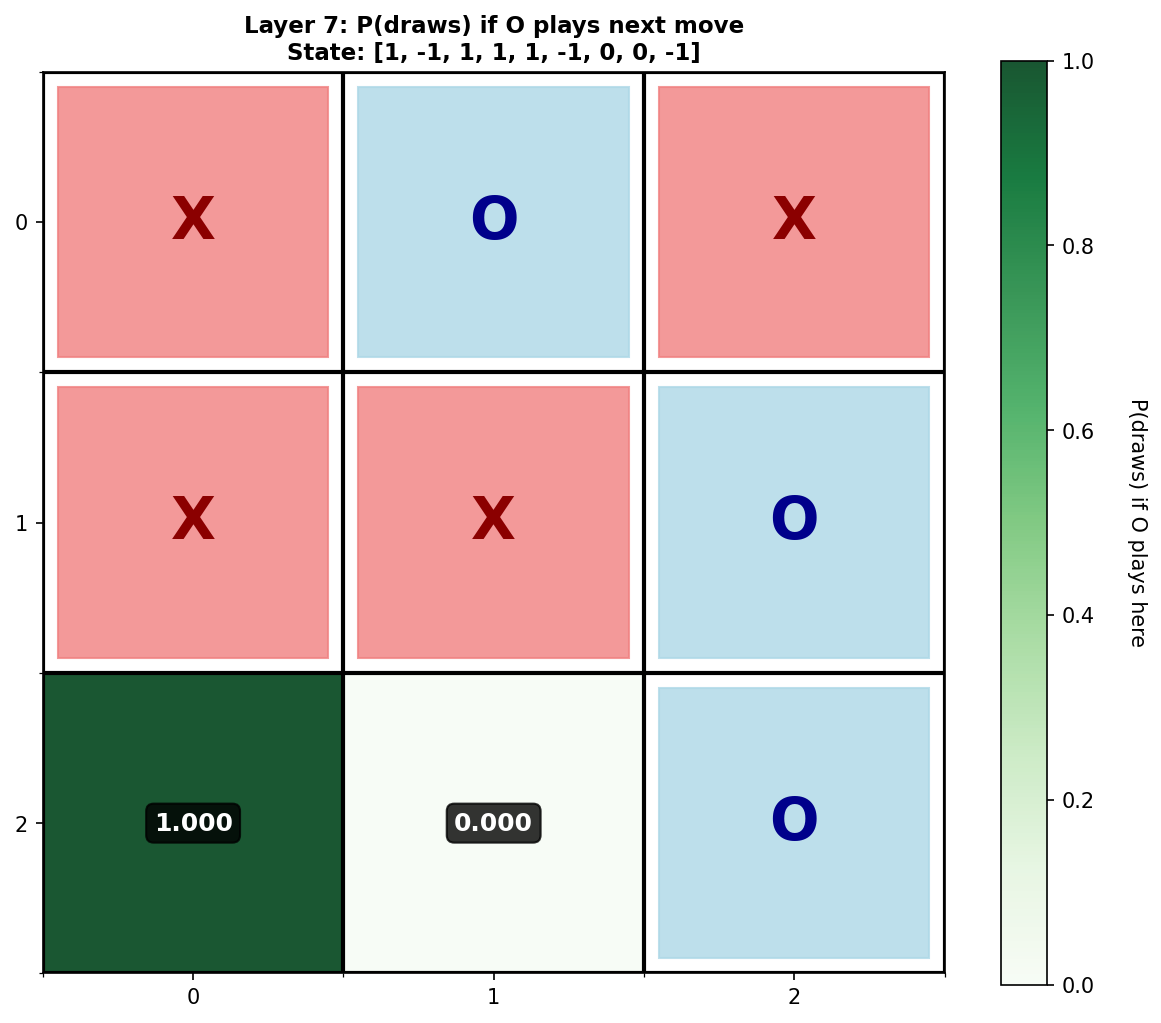 Layer 7: P(draws) if O plays next move
State: [1, -1, 1, 1, 1, -1, 0, 0, -1]
X O X
X X O
1.000 0.000 O
0
1
2
0 1 2
1.0
0.8
0.6
0.4
0.2
0.0
P(draws) if O plays here